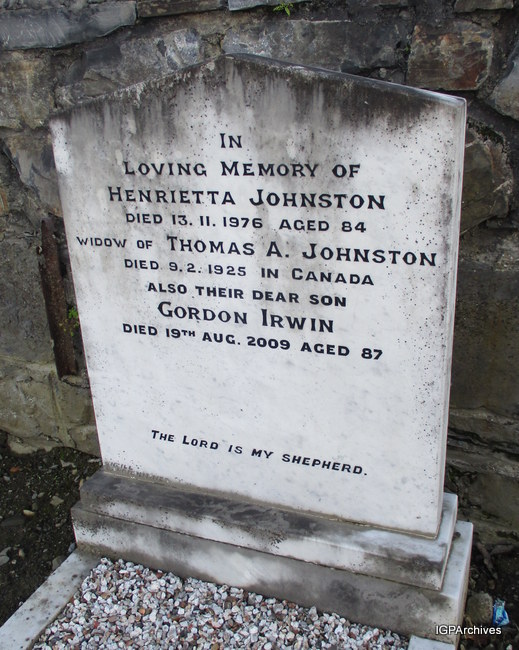 In
Loving Memory of
Henrietta Johnston
died 13. 11. 1976 aged 84
widow of Thomas A. Johnston
died 9. 2. 1925 in Canada
also their dear son
Gordon Irwin
died 19th Aug. 2009 aged 87
The Lord is my shepherd.
IGPArchives